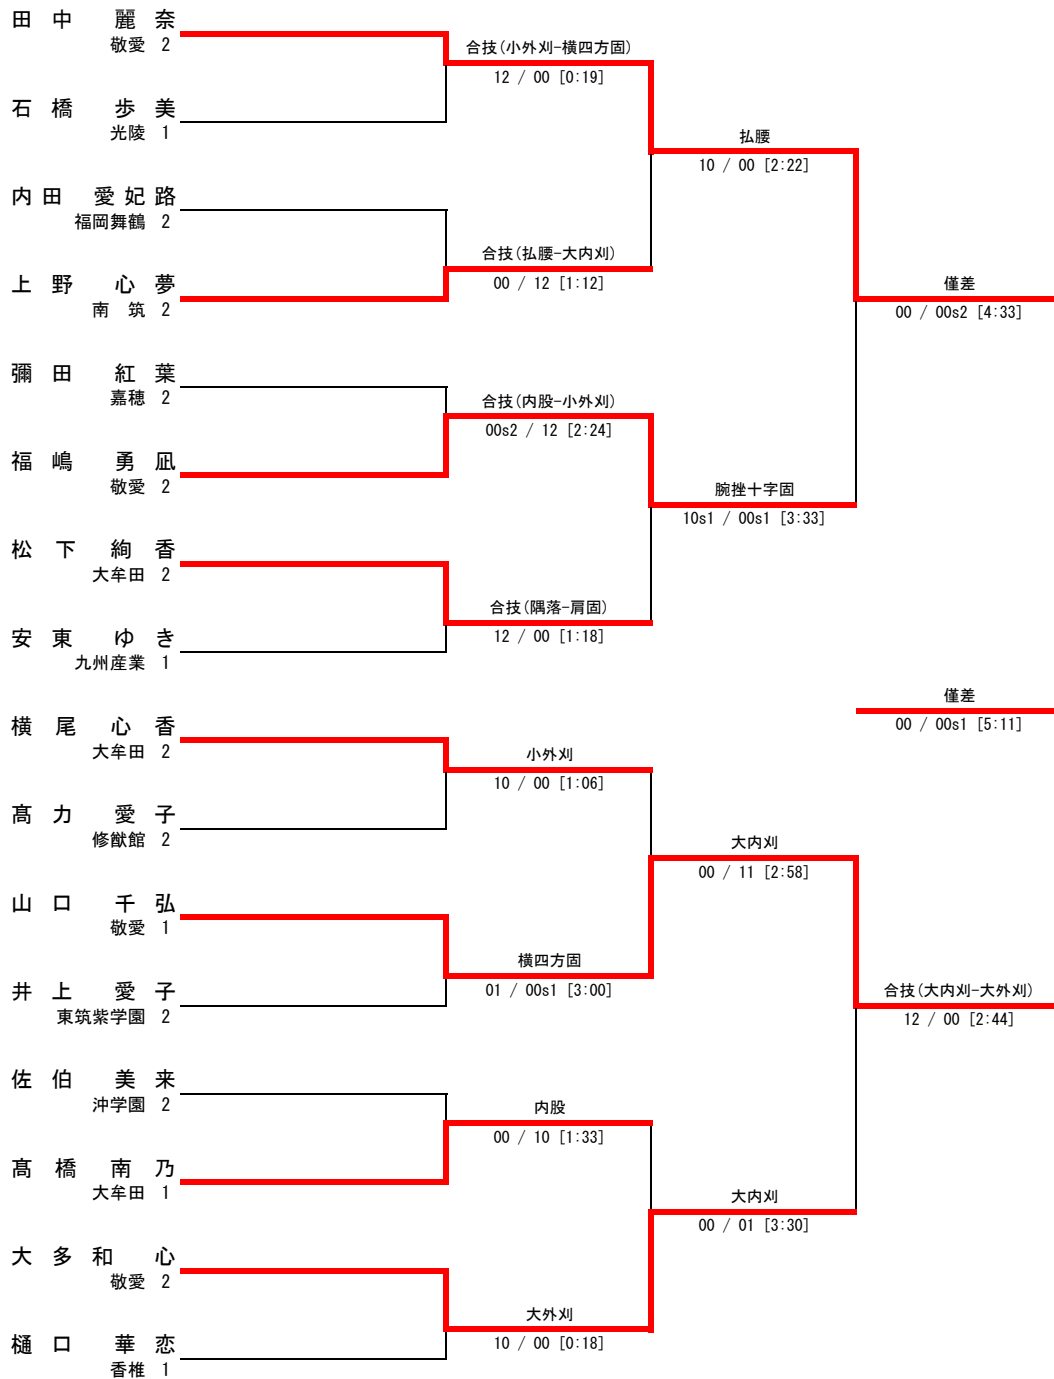 田中 麗奈
敬愛 2
合技(小外刈-横四方固)
12 / 00 [0:19]
石橋 歩美
光陵 1
払腰
10 / 00 [2:22]
内田 愛妃路
福岡舞鶴 2
合技(払腰-大内刈)
00 / 12 [1:12]
上野 心夢
南筑 2
僅差
00 / 00s2 [4:33]
彌田 紅葉
嘉穂 2
合技(内股-小外刈)
00s2 / 12 [2:24]
福嶋 勇凪
敬愛 2
腕挫十字固
10s1 / 00s1 [3:33]
松下 絢香
大牟田 2
合技(隅落-肩固)
12 / 00 [1:18]
安東 ゆき
九州産業 1
僅差
00 / 00s1 [5:11]
横尾 心香
大牟田 2
小外刈
10 / 00 [1:06]
髙力 愛子
修猷館 2
大内刈
00 / 11 [2:58]
山口 千弘
敬愛 1
横四方固
01 / 00s1 [3:00]
井上 愛子
東筑紫学園 2
合技(大内刈-大外刈)
12 / 00 [2:44]
佐伯 美来
沖学園 2
内股
00 / 10 [1:33]
髙橋 南乃
大牟田 1
大内刈
00 / 01 [3:30]
大多和 心
敬愛 2
大外刈
10 / 00 [0:18]
樋口 華恋
香椎 1